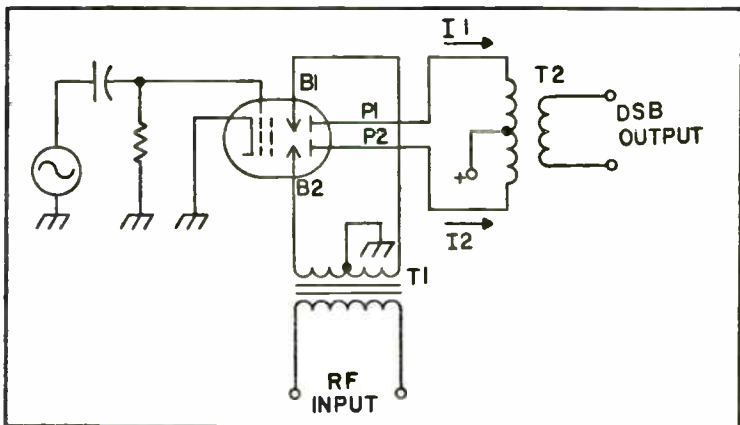 I1
B1
P1
P2
B2
T2
DSB
OUTPUT
+
I2
T1
RF
INPUT